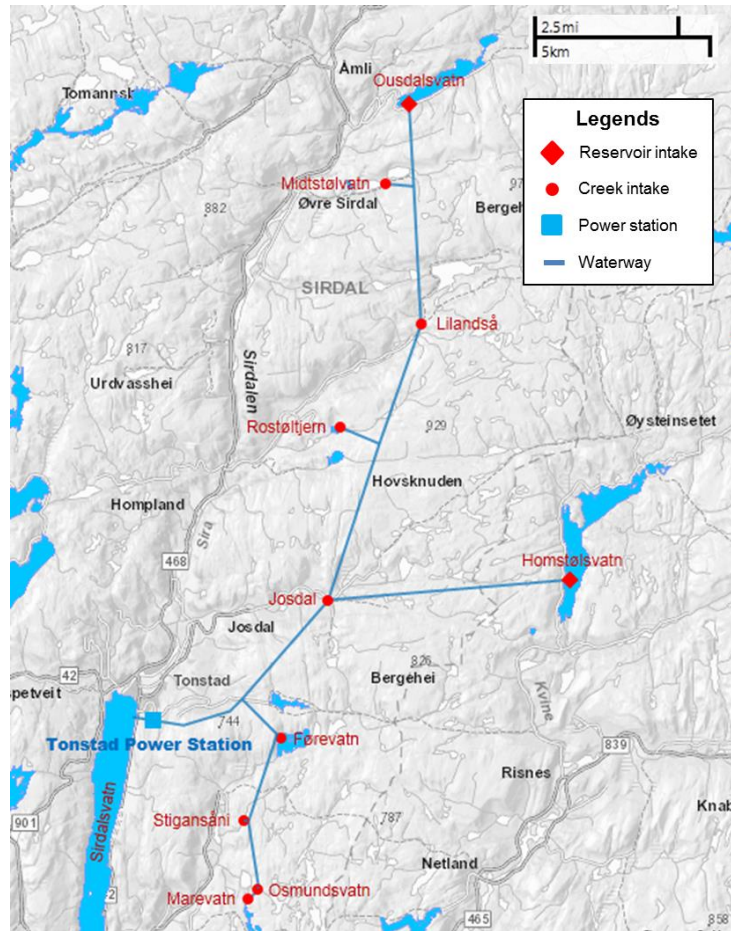 2.5mi
5km
Åmli
Ousdalsvatn
Tomannsb
Legends
Reservoir intake
Creek intake
Power station
Waterway
Midtstølvatn
Øvre Sirdal
97
Bergeh
882
SIRDAL
Lilandså
817
Sirdalen
Urdvasshei
Rostøltjern
929
Øysteinsetet
Hovsknuden
Hompland
Sira
468
Homstølsvatn
Josdal
Josdal
826
Bergehei
42
Tonstad
spetveit
Kvine
744
Tonstad Power Station
Førevatn
839
Risnes
Sirdalsvatn
Stigansåni
787
Knab
901
Netland
2
Osmundsvatn
Marevatn
465
858